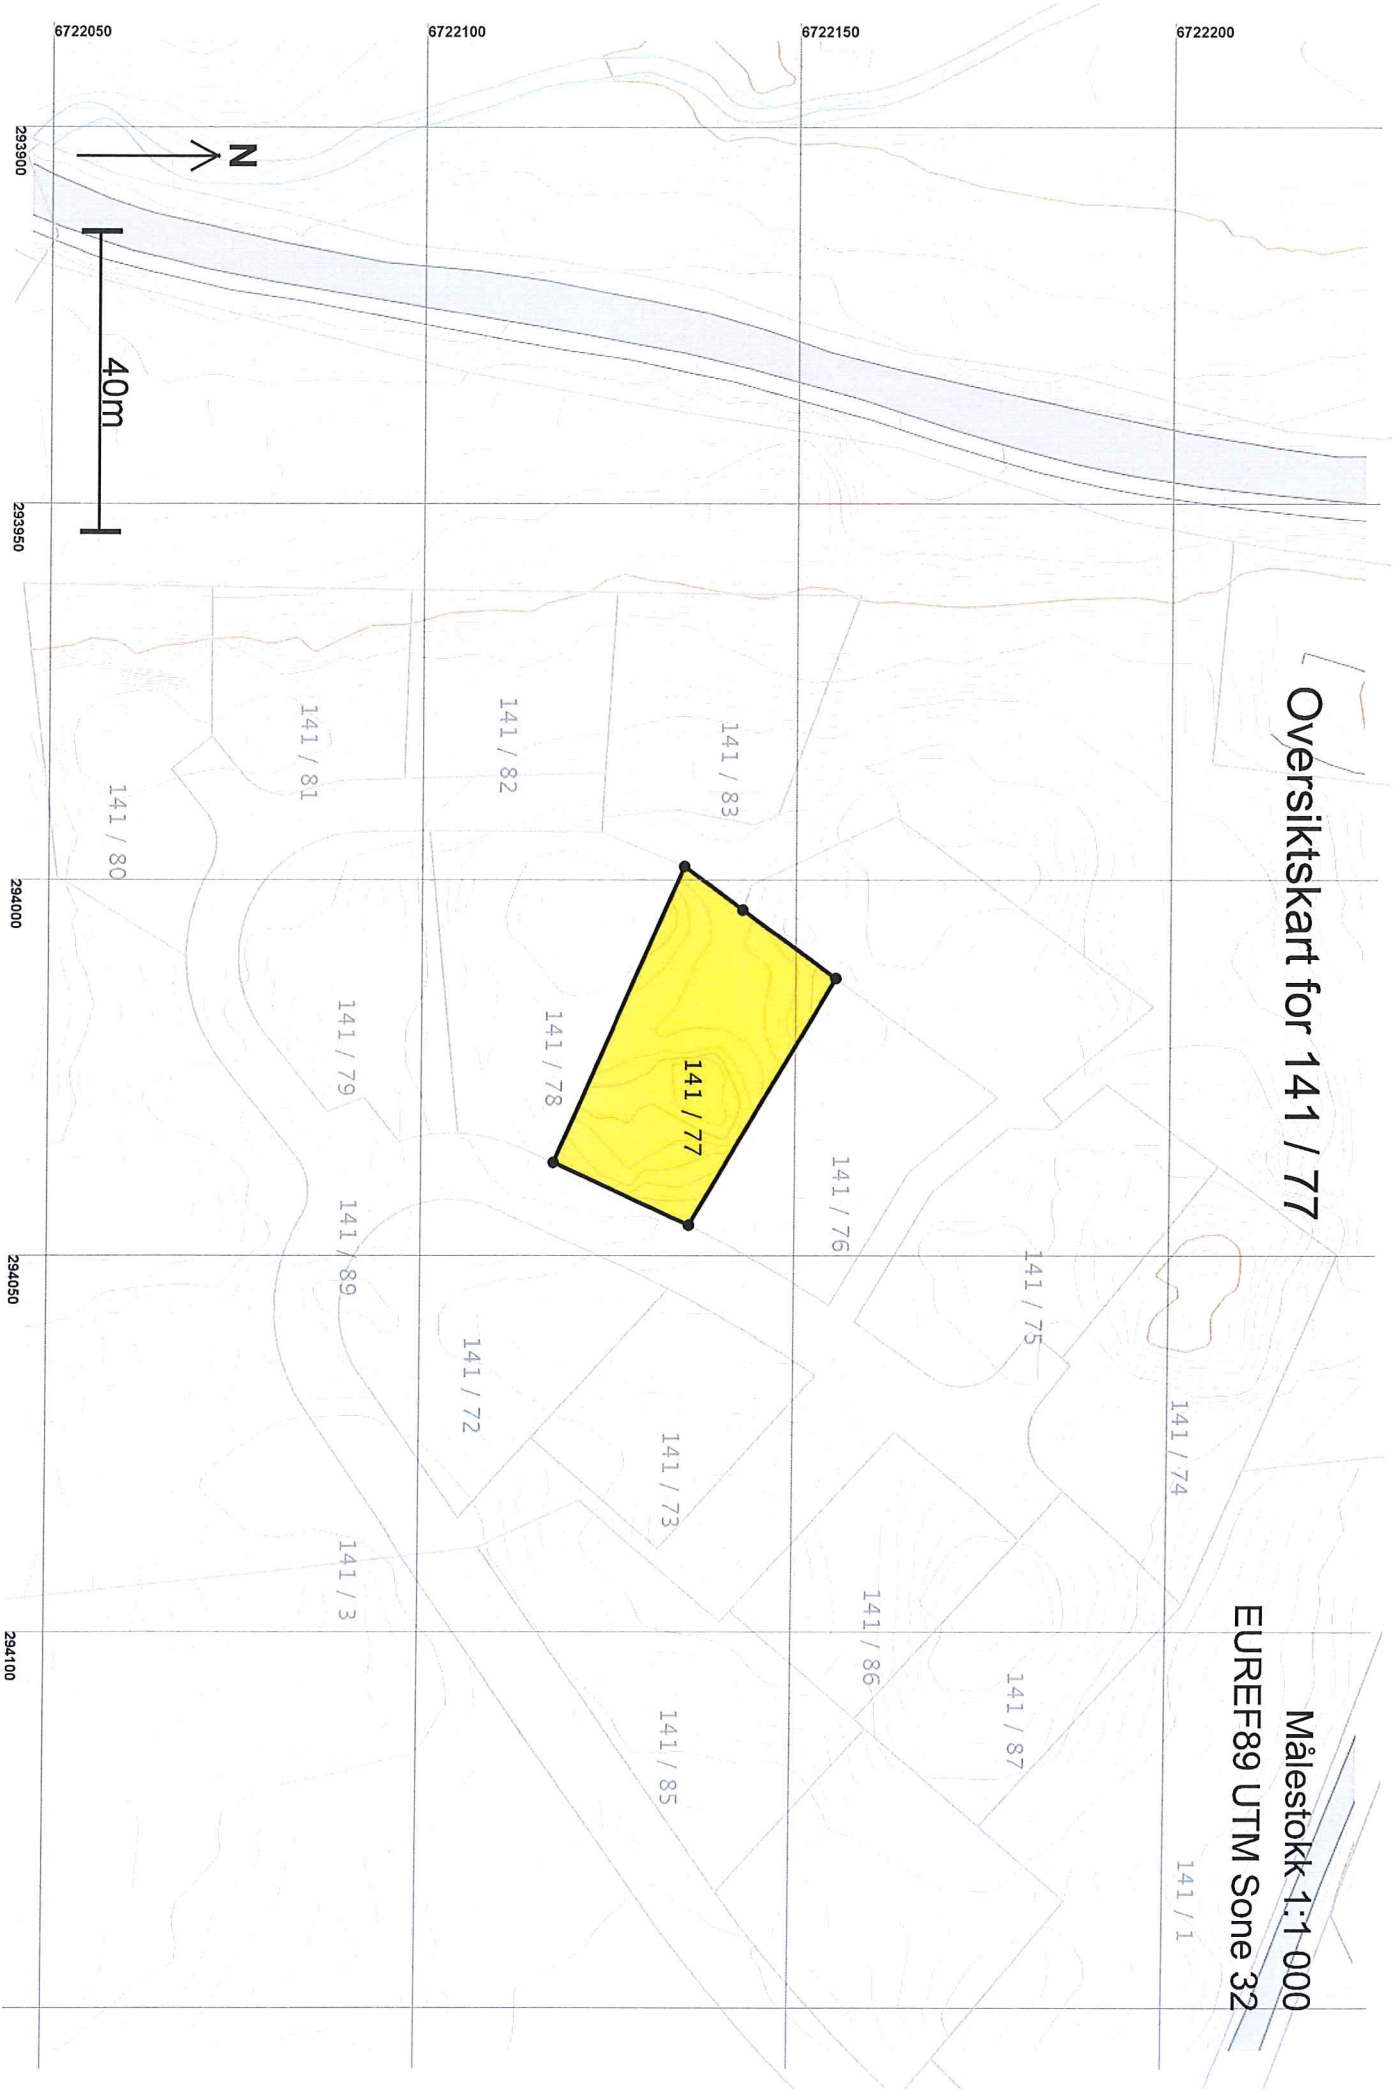 Oversiktskart for 141 / 77
Målestokk 1:1 000
EUREF89 UTM Sone 32
6722200
6722150
6722100
6722050
293900
293950
294000
294050
294100
N
40m
141 / 74
141 / 1
141 / 75
141 / 87
141 / 76
141 / 86
141 / 83
141 / 77
141 / 73
141 / 85
141 / 78
141 / 82
141 / 72
141 / 79
141 / 89
141 / 3
141 / 81
141 / 80